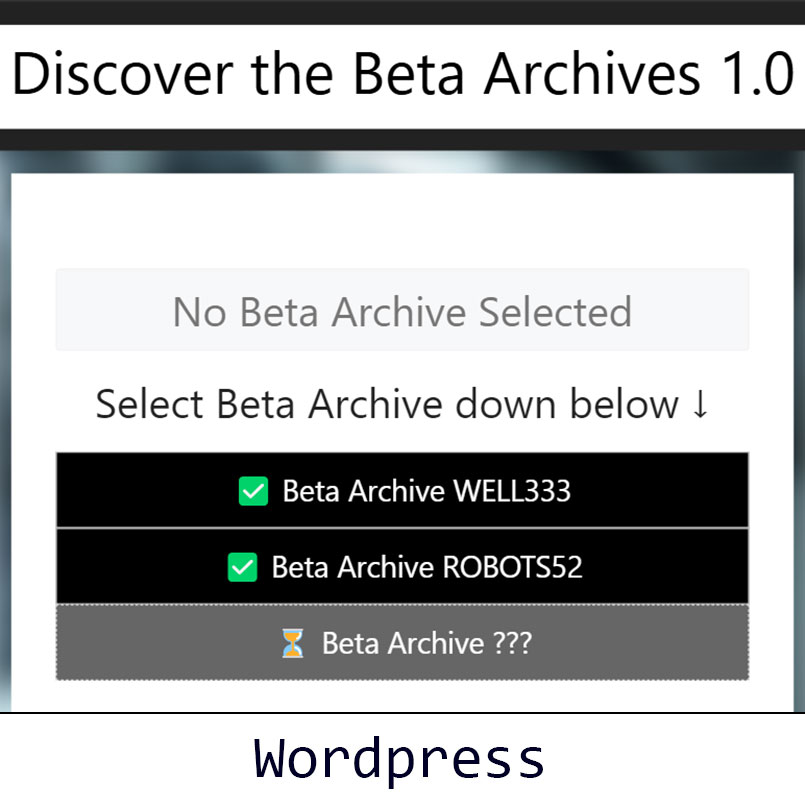 Discover the Beta Archives 1.0
No Beta Archive Selected
Select Beta Archive down below ↓
✅ Beta Archive WELL333
✅ Beta Archive ROBOTS52
⏳ Beta Archive ???
Wordpress